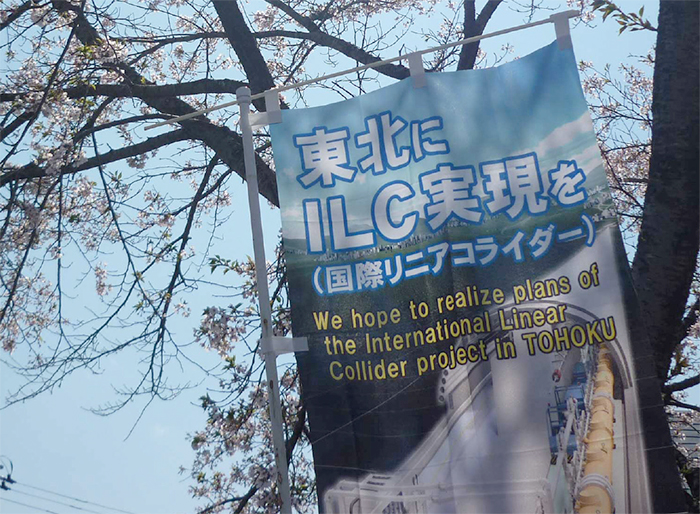 東北に
ILC実現を
(国際リニアコライダー)
We hope to realize plans of
the International Linear
Collider project in TOHOKU